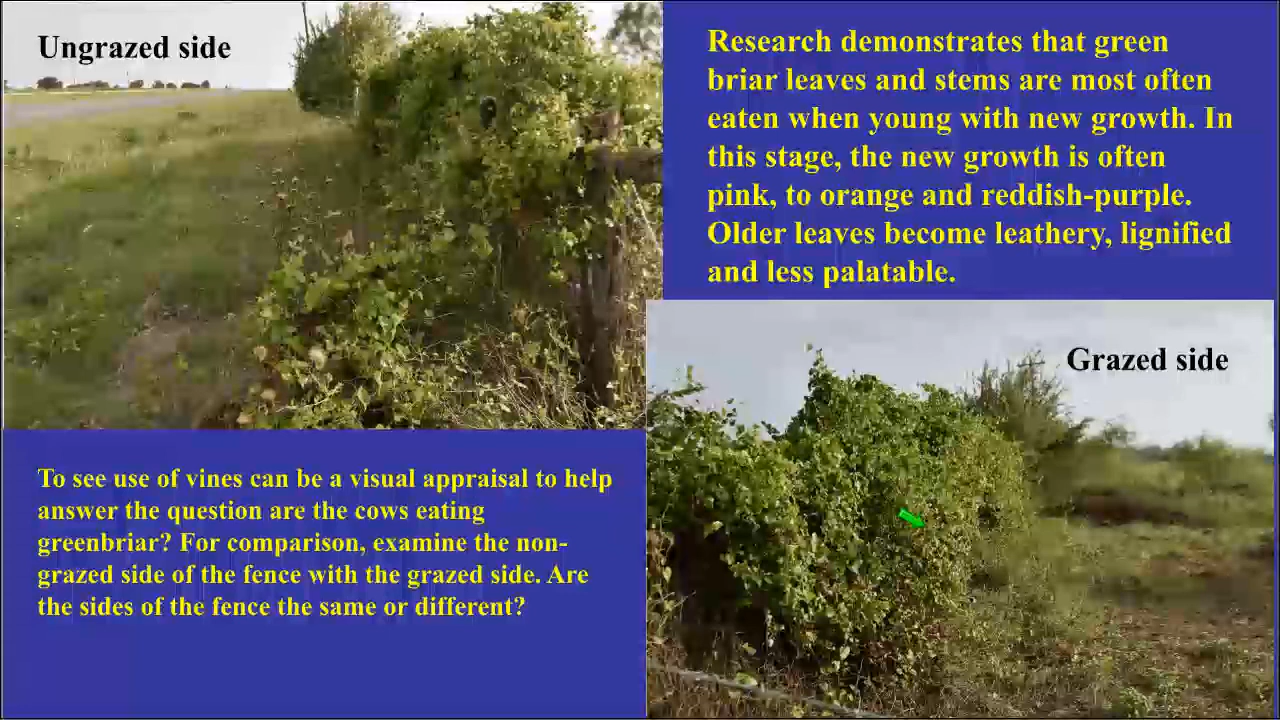 Ungrazed side
Research demonstrates that green
briar leaves and stems are most often
eaten when young with new growth. In
this stage, the new growth is often
pink, to orange and reddish-purple.
Older leaves become leathery, lignified
and less palatable.
Grazed side
To see use of vines can be a visual appraisal to help
answer the question are the cows eating
greenbriar? For comparison, examine the non-
grazed side of the fence with the grazed side. Are
the sides of the fence the same or different?